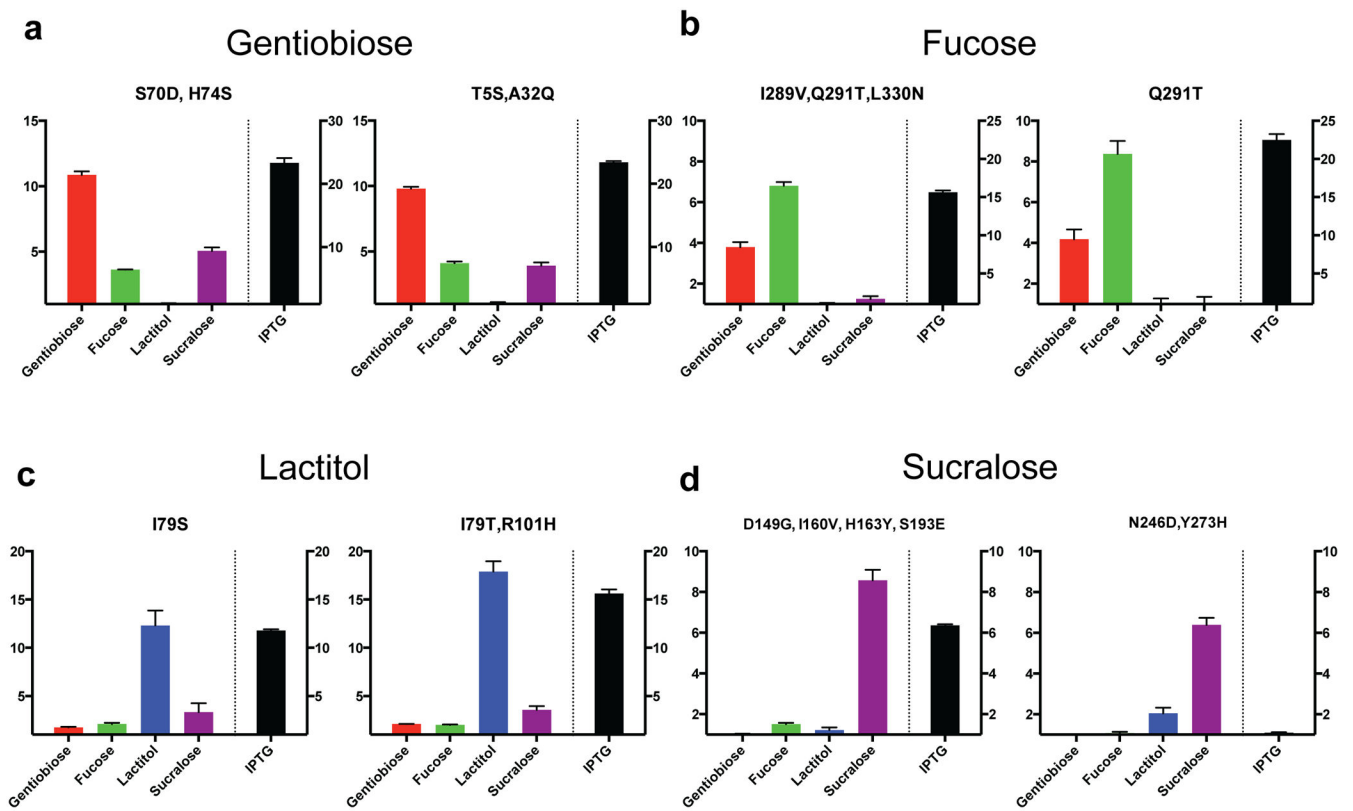 a
Gentiobiose
S70D, H74S
15
10
5
30
20
10
Gentiobiose
Fucose
Lactitol
Sucralose
IPTG
T5S,A32Q
15
10
5
30
20
10
Gentiobiose
Fucose
Lactitol
Sucralose
IPTG
b
Fucose
I289V,Q291T,L330N
10
8
6
4
2
25
20
15
10
5
Gentiobiose
Fucose
Lactitol
Sucralose
IPTG
Q291T
10
8
6
4
2
25
20
15
10
5
Gentiobiose
Fucose
Lactitol
Sucralose
IPTG
c
Lactitol
I79S
20
15
10
5
20
15
10
5
Gentiobiose
Fucose
Lactitol
Sucralose
IPTG
I79T,R101H
20
15
10
5
20
15
10
5
Gentiobiose
Fucose
Lactitol
Sucralose
IPTG
d
Sucralose
D149G, I160V, H163Y, S193E
10
8
6
4
2
10
8
6
4
2
Gentiobiose
Fucose
Lactitol
Sucralose
IPTG
N246D,Y273H
10
8
6
4
2
10
8
6
4
2
Gentiobiose
Fucose
Lactitol
Sucralose
IPTG